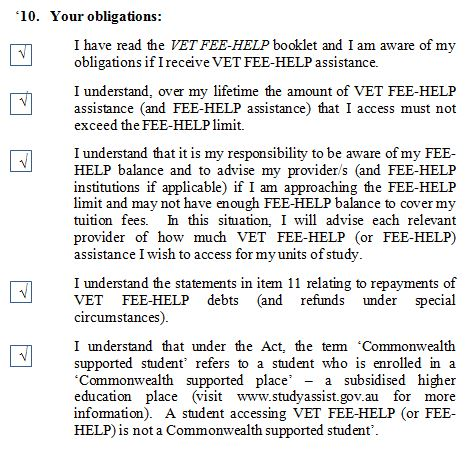 ‘10. Your obligations:
√ I have read the VET FEE-HELP booklet and I am aware of my
obligations if I receive VET FEE-HELP assistance.
√ I understand, over my lifetime the amount of VET FEE-HELP
assistance (and FEE-HELP assistance) that I access must not
exceed the FEE-HELP limit.
√ I understand that it is my responsibility to be aware of my FEE-
HELP balance and to advise my provider/s (and FEE-HELP
institutions if applicable) if I am approaching the FEE-HELP
limit and may not have enough FEE-HELP balance to cover my
tuition fees. In this situation, I will advise each relevant
provider of how much VET FEE-HELP (or FEE-HELP)
assistance I wish to access for my units of study.
√ I understand the statements in item 11 relating to repayments of
VET FEE-HELP debts (and refunds under special
circumstances).
√ I understand that under the Act, the term ‘Commonwealth
supported student’ refers to a student who is enrolled in a
‘Commonwealth supported place’ – a subsidised higher
education place (visit www.studyassist.gov.au for more
information). A student accessing VET FEE-HELP (or FEE-
HELP) is not a Commonwealth supported student’.